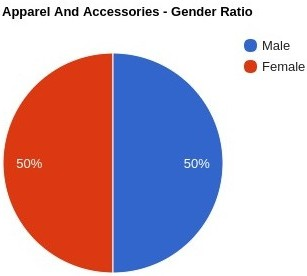 Apparel And Accessories - Gender Ratio
Male
Female
50%
50%